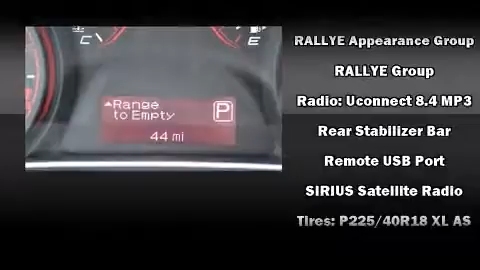 C
E
Range
to Empty
P
44 mi
RALLYE Appearance Group
RALLYE Group
Radio: Uconnect 8.4 MP3
Rear Stabilizer Bar
Remote USB Port
SIRIUS Satellite Radio
Tires: P225/40R18 XL AS